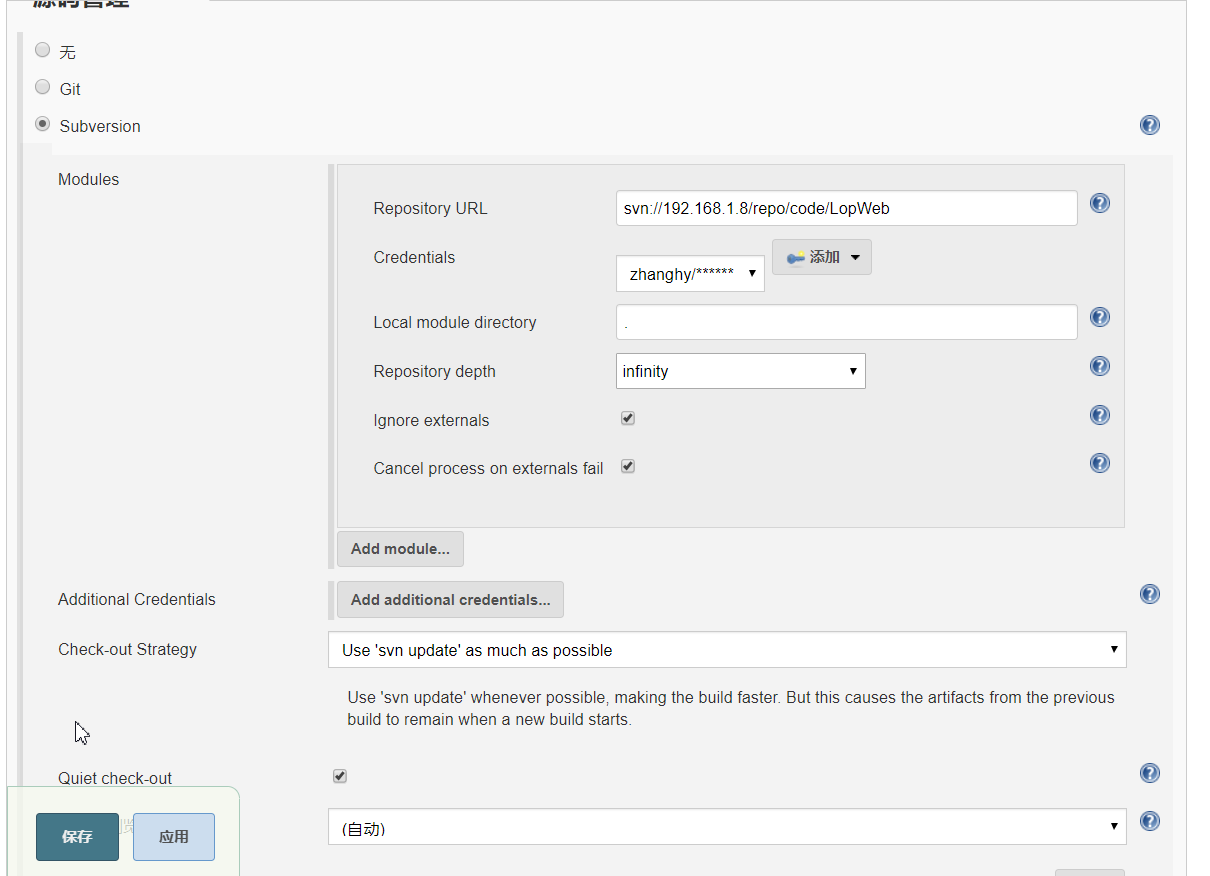 源码管理
无
Git
Subversion
Modules
Repository URL
svn://192.168.1.8/repo/code/LopWeb
Credentials
zhanghy/******
添加
Local module directory
.
Repository depth
infinity
Ignore externals
Cancel process on externals fail
Add module...
Additional Credentials
Add additional credentials...
Check-out Strategy
Use 'svn update' as much as possible
Use 'svn update' whenever possible, making the build faster. But this causes the artifacts from the previous
build to remain when a new build starts.
Quiet check-out
(自动)
保存
应用